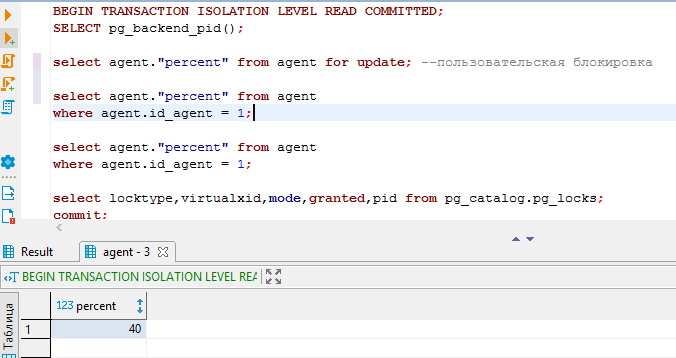 BEGIN TRANSACTION ISOLATION LEVEL READ COMMITTED;
SELECT pg_backend_pid();
select agent."percent" from agent for update; --пользовательская блокировка
select agent."percent" from agent
where agent.id_agent = 1;
select agent."percent" from agent
where agent.id_agent = 1;
select locktype,virtualxid,mode,granted,pid from pg_catalog.pg_locks;
commit;
Result
agent - 3
BEGIN TRANSACTION ISOLATION LEVEL REA
Таблица
123 percent
1
40